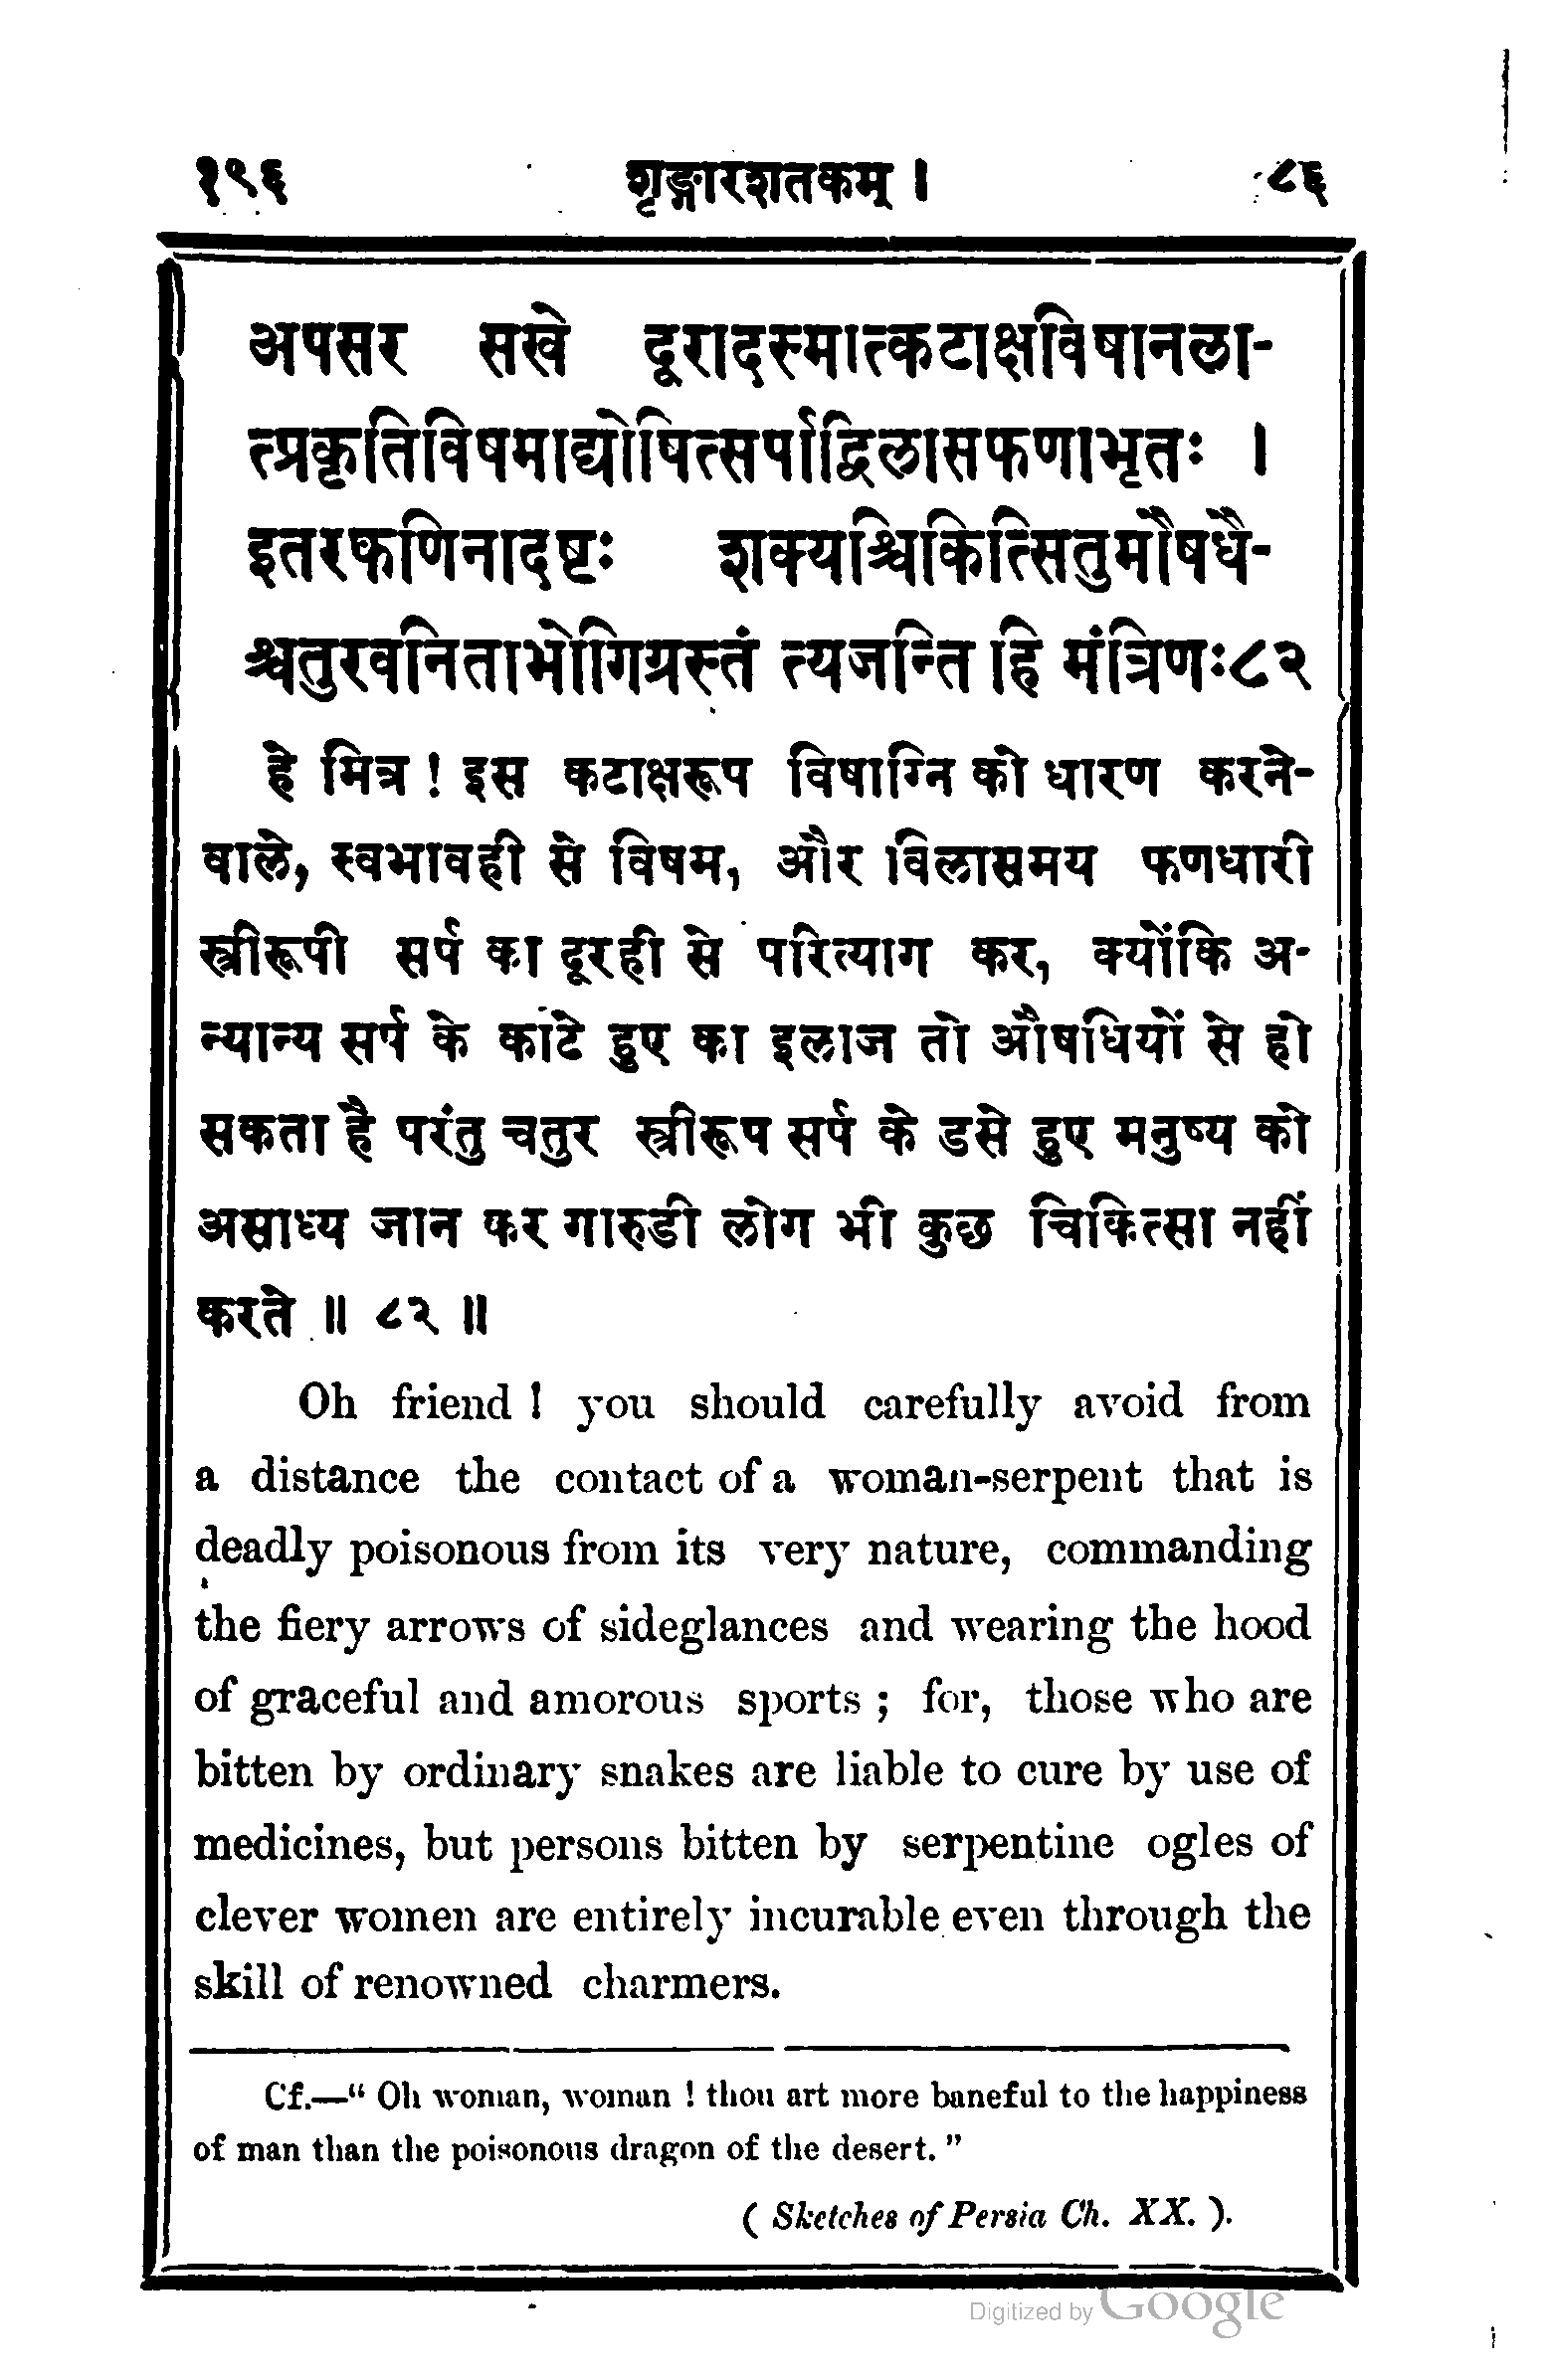 १९६ शृङ्गारशतकम् । ८६
अपसर सखे दूरादस्मात्कटाक्षविषानला-
त्प्रकृतिविषमाद्योषित्सर्पाद्विलासफणाभृतः ।
इतरफणिनादष्टः शक्यश्चिकित्सितुमौषधै-
श्चतुरवनिताभोगिग्रस्तं त्यजन्ति हि मंत्रिणः८२
हे मित्र ! इस कटाक्षरूप विषाग्नि को धारण करने-
वाले, स्वभावही से विषम, और विलासमय फणधारी
स्त्रीरूपी सर्प का दूरही से परित्याग कर, क्योंकि अ-
न्यान्य सर्प के कांटे हुए का इलाज तो औषधियों से हो
सकता है परंतु चतुर स्त्रीरूप सर्प के डसे हुए मनुष्य को
असाध्य जान कर गारुडी लोग भी कुछ चिकित्सा नहीं
करते ॥ ८२ ॥
Oh friend ! you should carefully avoid from
a distance the contact of a woman-serpent that is
deadly poisonous from its very nature, commanding
the fiery arrows of sideglances and wearing the hood
of graceful and amorous sports ; for, those who are
bitten by ordinary snakes are liable to cure by use of
medicines, but persons bitten by serpentine ogles of
clever women are entirely incurable even through the
skill of renowned charmers.
Cf.—“ Oh woman, woman ! thou art more baneful to the happiness
of man than the poisonous dragon of the desert. ”
( Sketches of Persia Ch. XX. ).
Digitized by Google